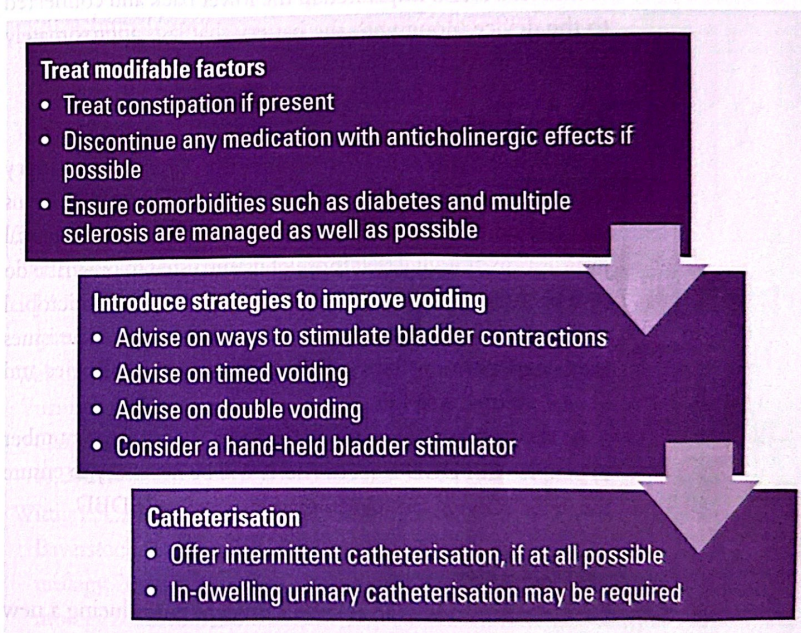 Treat modifable factors
• Treat constipation if present
• Discontinue any medication with anticholinergic effects if
possible
• Ensure comorbidities such as diabetes and multiple
sclerosis are managed as well as possible
Introduce strategies to improve voiding
• Advise on ways to stimulate bladder contractions
• Advise on timed voiding
• Advise on double voiding
• Consider a hand-held bladder stimulator
Catheterisation
• Offer intermittent catheterisation, if at all possible
• In-dwelling urinary catheterisation may be required